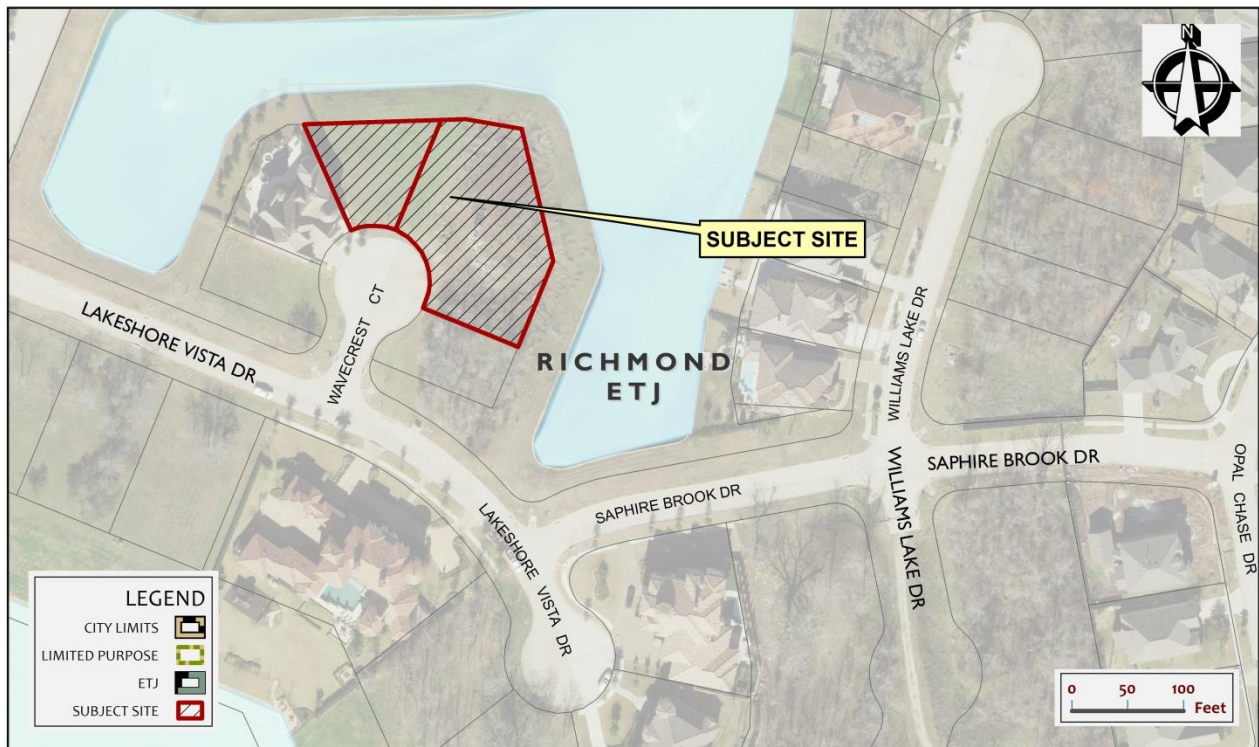 N
SUBJECT SITE
LAKESHORE VISTA DR
WAVECREST CT
RICHMOND
ETJ
WILLIAMS LAKE DR
WILLIAMS LAKE DR
SAPHIRE BROOK DR
SAPHIRE BROOK DR
OPAL CHASE DR
LAKESHORE VISTA DR
LEGEND
CITY LIMITS
LIMITED PURPOSE
ETJ
SUBJECT SITE
0 50 100
Feet